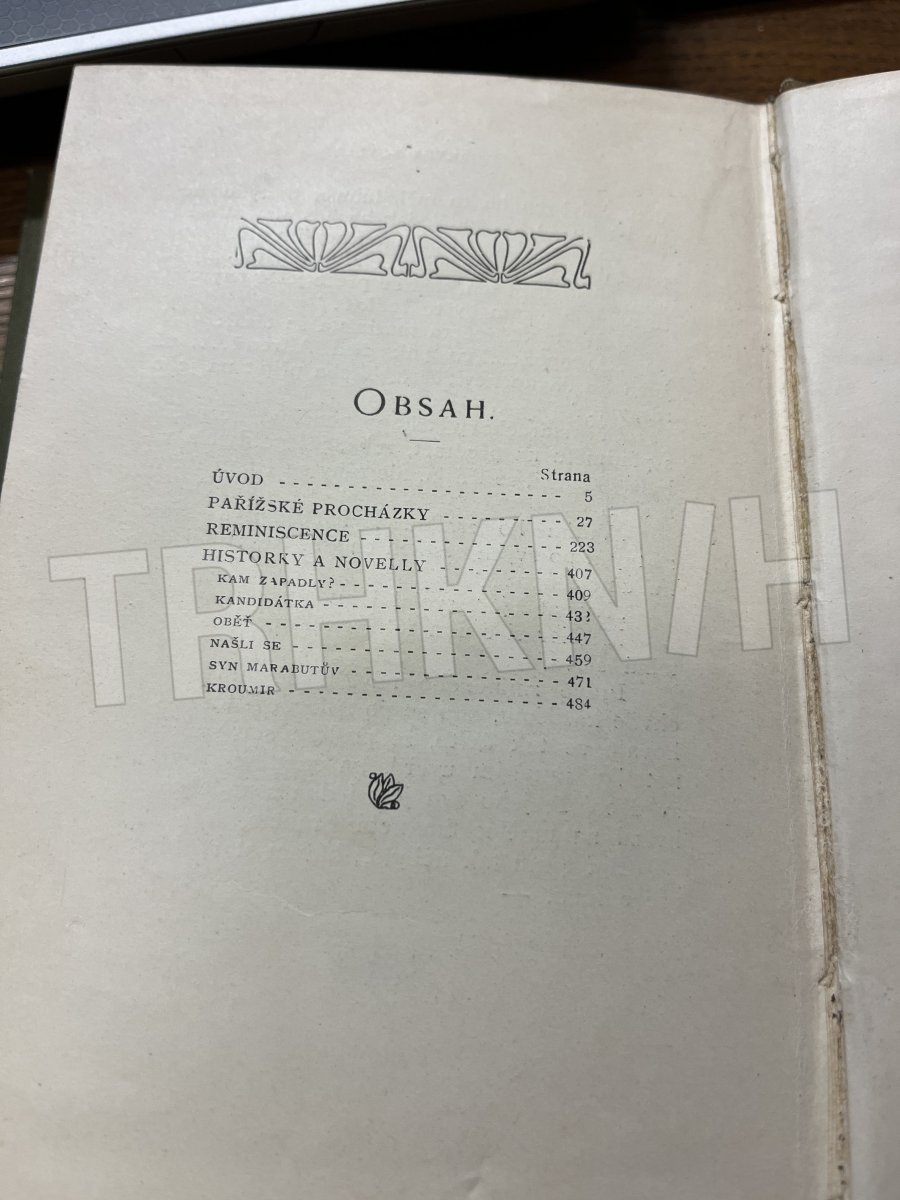 OBSAH.
Strana
ÚVOD - - - - - - - - - - - - - - - - - - - - - 5
PAŘÍŽSKÉ PROCHÁZKY - - - - - - - - - 27
REMINISCENCE - - - - - - - - - - - - - - - 223
HISTORKY A NOVELLY - - - - - - - - - 407
KAM ZAPADLY? - - - - - - - - - - - - - - - 409
KANDIDÁTKA - - - - - - - - - - - - - - - - -
OBĚŤ - - - - - - - - - - - - - - - - - - - - - - 447
NAŠLI SE - - - - - - - - - - - - - - - - - - - 459
SYN MARABUTŮV - - - - - - - - - - - - - - 471
KROUMIR - - - - - - - - - - - - - - - - - - - 484
TRHKNIH